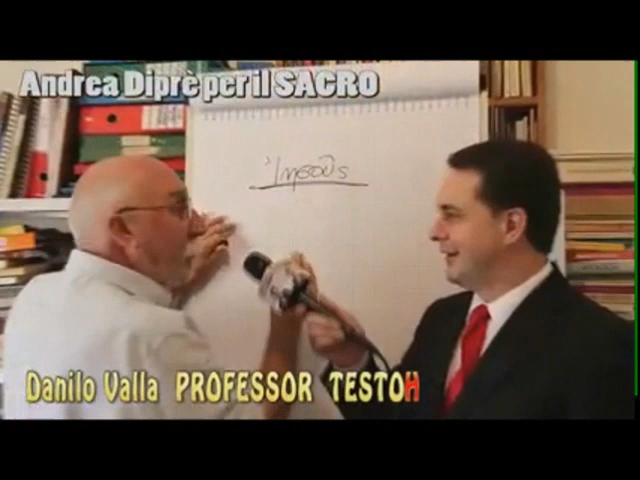 Andrea Diprè per il SACRO
Ἰησοῦς
Danilo Valla PROFESSOR TESTOH